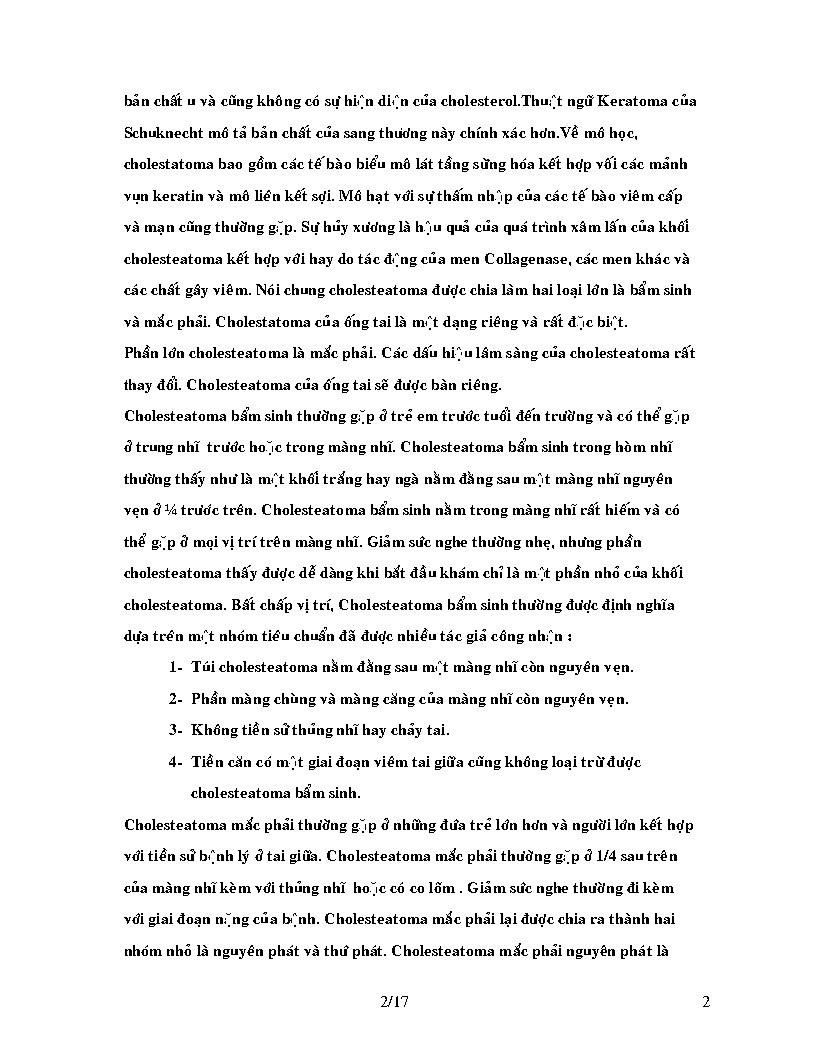 bản chất u và cũng không có sự hiện diện của cholesterol.Thuật ngữ Keratoma của
Schuknecht mô tả bản chất của sang thương này chính xác hơn.Về mô học,
cholestatoma bao gồm các tế bào biểu mô lát tầng sừng hóa kết hợp vối các mảnh
vụn keratin và mô liên kết sợi. Mô hạt với sự thấm nhập của các tế bào viêm cấp
và mạn cũng thường gặp. Sự hủy xương là hậu quả của quá trình xâm lấn của khối
cholesteatoma kết hợp với hay do tác động của men Collagenase, các men khác và
các chất gây viêm. Nói chung cholesteatoma được chia làm hai loại lớn là bẩm sinh
và mắc phải. Cholestatoma của ống tai là một dạng riêng và rất đặc biệt.
Phần lớn cholesteatoma là mắc phải. Các dấu hiệu lâm sàng của cholesteatoma rất
thay đổi. Cholesteatoma của ống tai sẽ được bàn riêng.
Cholesteatoma bẩm sinh thường gặp ở trẻ em trước tuổi đến trường và có thể gặp
ở trung nhĩ trước hoặc trong màng nhĩ. Cholesteatoma bẩm sinh trong hòm nhĩ
thường thấy như là một khối trắng hay ngà nằm đằng sau một màng nhĩ nguyên
vẹn ở ¼ trước trên. Cholesteatoma bẩm sinh nằm trong màng nhĩ rất hiếm và có
thể gặp ở mọi vị trí trên màng nhĩ. Giảm sức nghe thường nhẹ, nhưng phần
cholesteatoma thấy được dễ dàng khi bắt đầu khám chỉ là một phần nhỏ của khối
cholesteatoma. Bất chấp vị trí, Cholesteatoma bẩm sinh thường được định nghĩa
dựa trên một nhóm tiêu chuẩn đã được nhiều tác giả công nhận :
1- Túi cholesteatoma nằm đằng sau một màng nhĩ còn nguyên vẹn.
2- Phần màng chùng và màng căng của màng nhĩ còn nguyên vẹn.
3- Không tiền sử thủng nhĩ hay chảy tai.
4- Tiền căn có một giai đoạn viêm tai giữa cũng không loại trừ được
cholesteatoma bẩm sinh.
Cholesteatoma mắc phải thường gặp ở những đưa trẻ lớn hơn và người lớn kết hợp
với tiền sử bệnh lý ở tai giữa. Cholesteatoma mắc phải thường gặp ở 1/4 sau trên
của màng nhĩ kèm với thủng nhĩ hoặc có co lõm . Giảm sức nghe thường đi kèm
với giai đoạn nặng của bệnh. Cholesteatoma mắc phải lại được chia ra thành hai
nhóm nhỏ là nguyên phát và thứ phát. Cholesteatoma mắc phải nguyên phát là
2/17 2